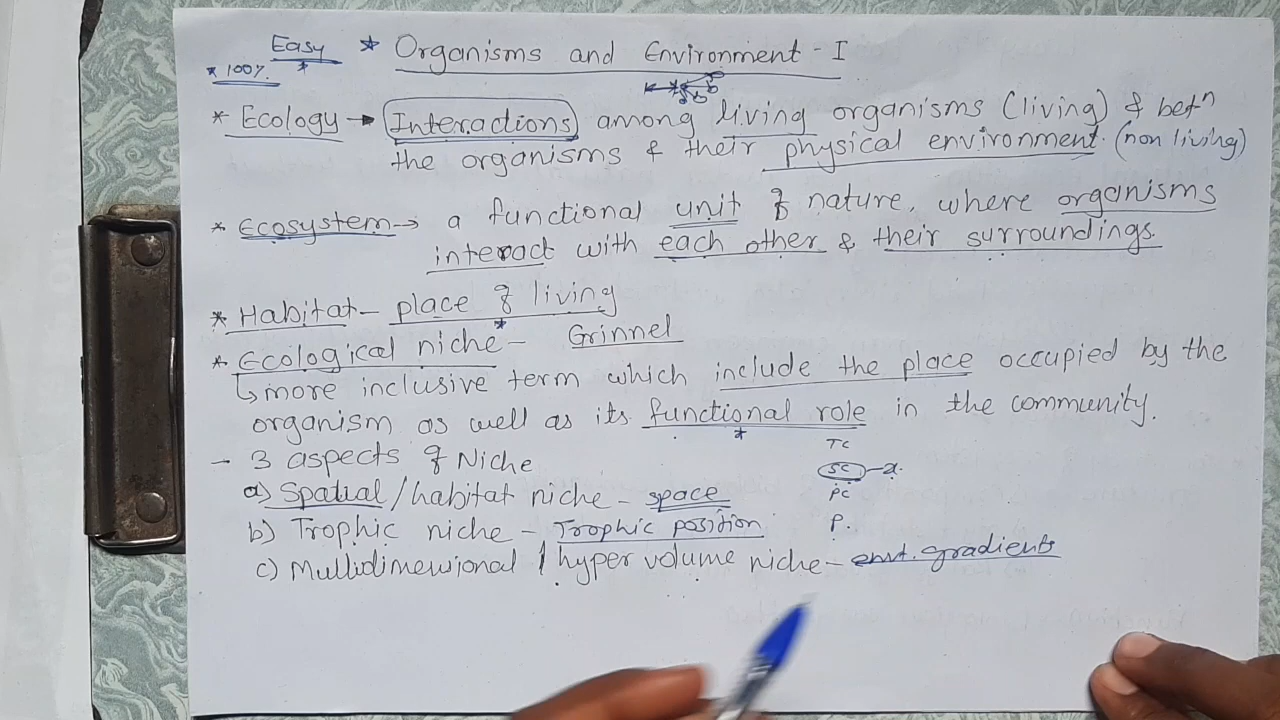 Easy * Organisms and Environment - I
* 100%.
* Ecology → Interactions among living organisms (living) & betn
the organisms & their physical environment. (non living)
* Ecosystem → a functional unit of nature, where organisms
interact with each other & their surroundings.
* Habitat - place of living
* Ecological niche - Grinnel
↳ more inclusive term which include the place occupied by the
organism as well as its functional role in the community.
- 3 aspects of Niche
TC
SC
a) Spatial / habitat niche - space
PC
b) Trophic niche - Trophic position
P.
c) Multidimensional / hyper volume niche - envt. gradients